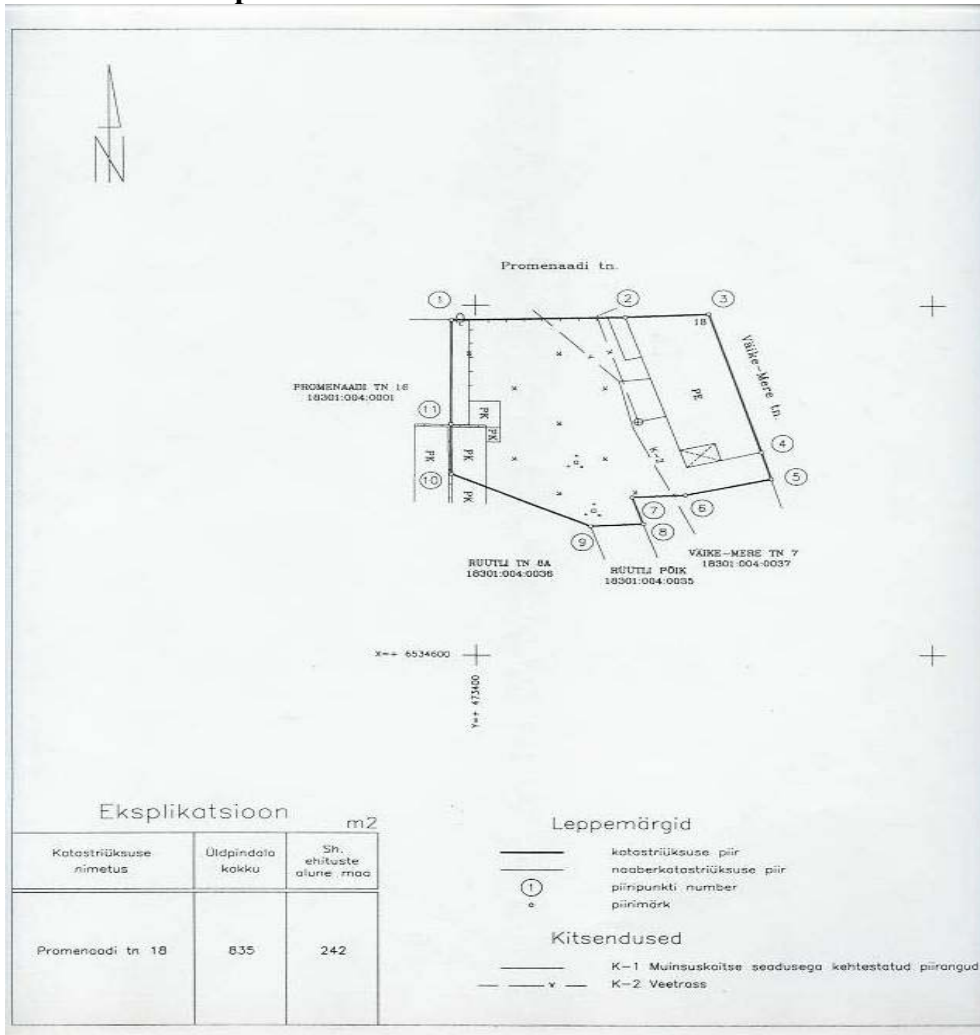 N
Promenaadi tn.
1
2
3
18
Väike-Mere tn.
PROMENAADI TN 16
18301:004:0001
PE
11
PK
PK
PK
PK
PK
K-2
4
10
5
7
6
9
8
VÄIKE-MERE TN 7
18301:004:0037
RÜÜTLI TN 8A
18301:004:0036
RÜÜTLI PÕIK
18301:004:0035
X=+ 6534600
Y=+ 473400
Eksplikatsioon
m2
Katastriüksuse nimetus
Üldpindala kokku
Sh. ehituste alune maa
Promenaadi tn 18
835
242
Leppemärgid
katastriüksuse piir
naaberkatastriüksuse piir
1
piiripunkti number
piirimärk
Kitsendused
K-1 Muinsuskaitse seadusega kehtestatud piirangud
K-2 Veetrass